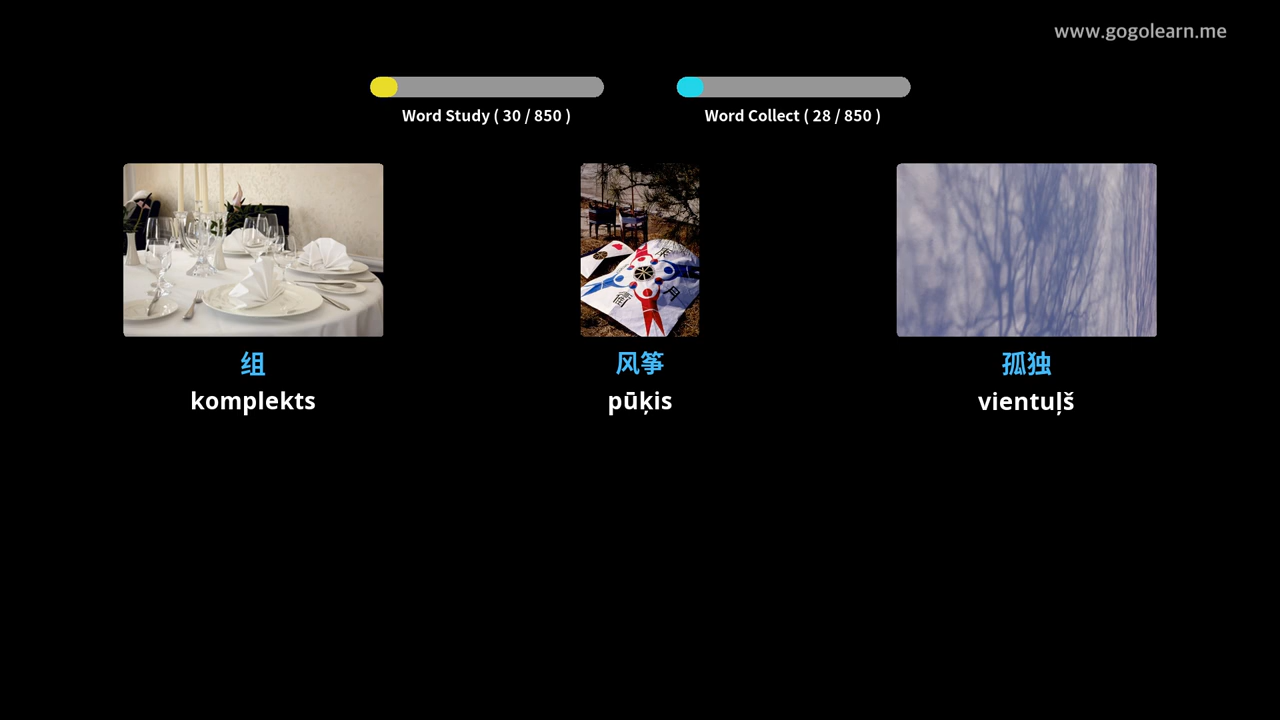 www.gogolearn.me
Word Study ( 30 / 850 )
Word Collect ( 28 / 850 )
组
风筝
孤独
komplekts
pūķis
vientuļš